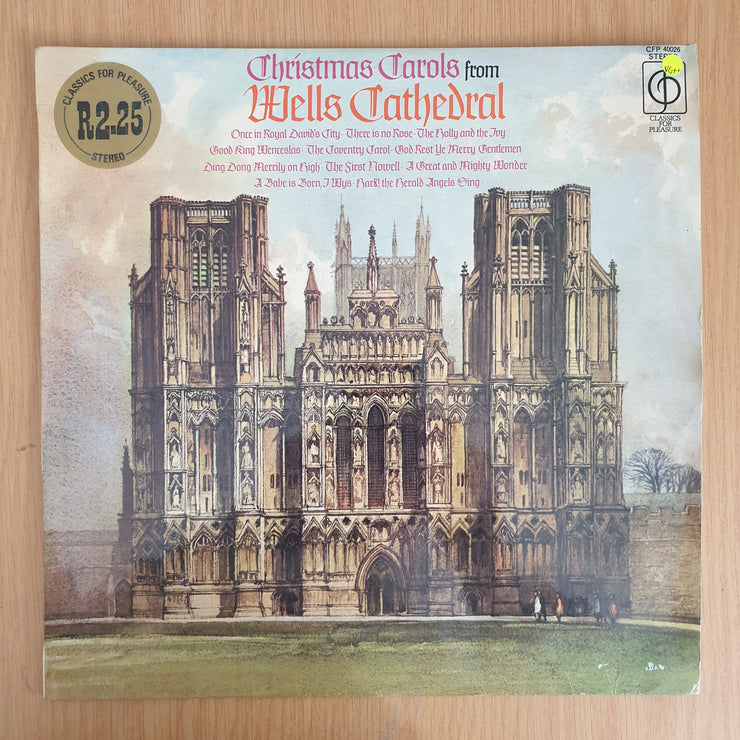 Christmas Carols from
Wells Cathedral
Once in Royal David's City · There is no Rose · The Holly and the Ivy
Good King Wenceslas · The Coventry Carol · God Rest Ye Merry Gentlemen
Ding Dong Merrily on High · The First Nowell · A Great and Mighty Wonder
A Babe is Born, I Wys · Hark! the Herald Angels Sing
CLASSICS FOR PLEASURE
R2.25
STEREO
CFP 40026
VG++
CLASSICS
FOR
PLEASURE